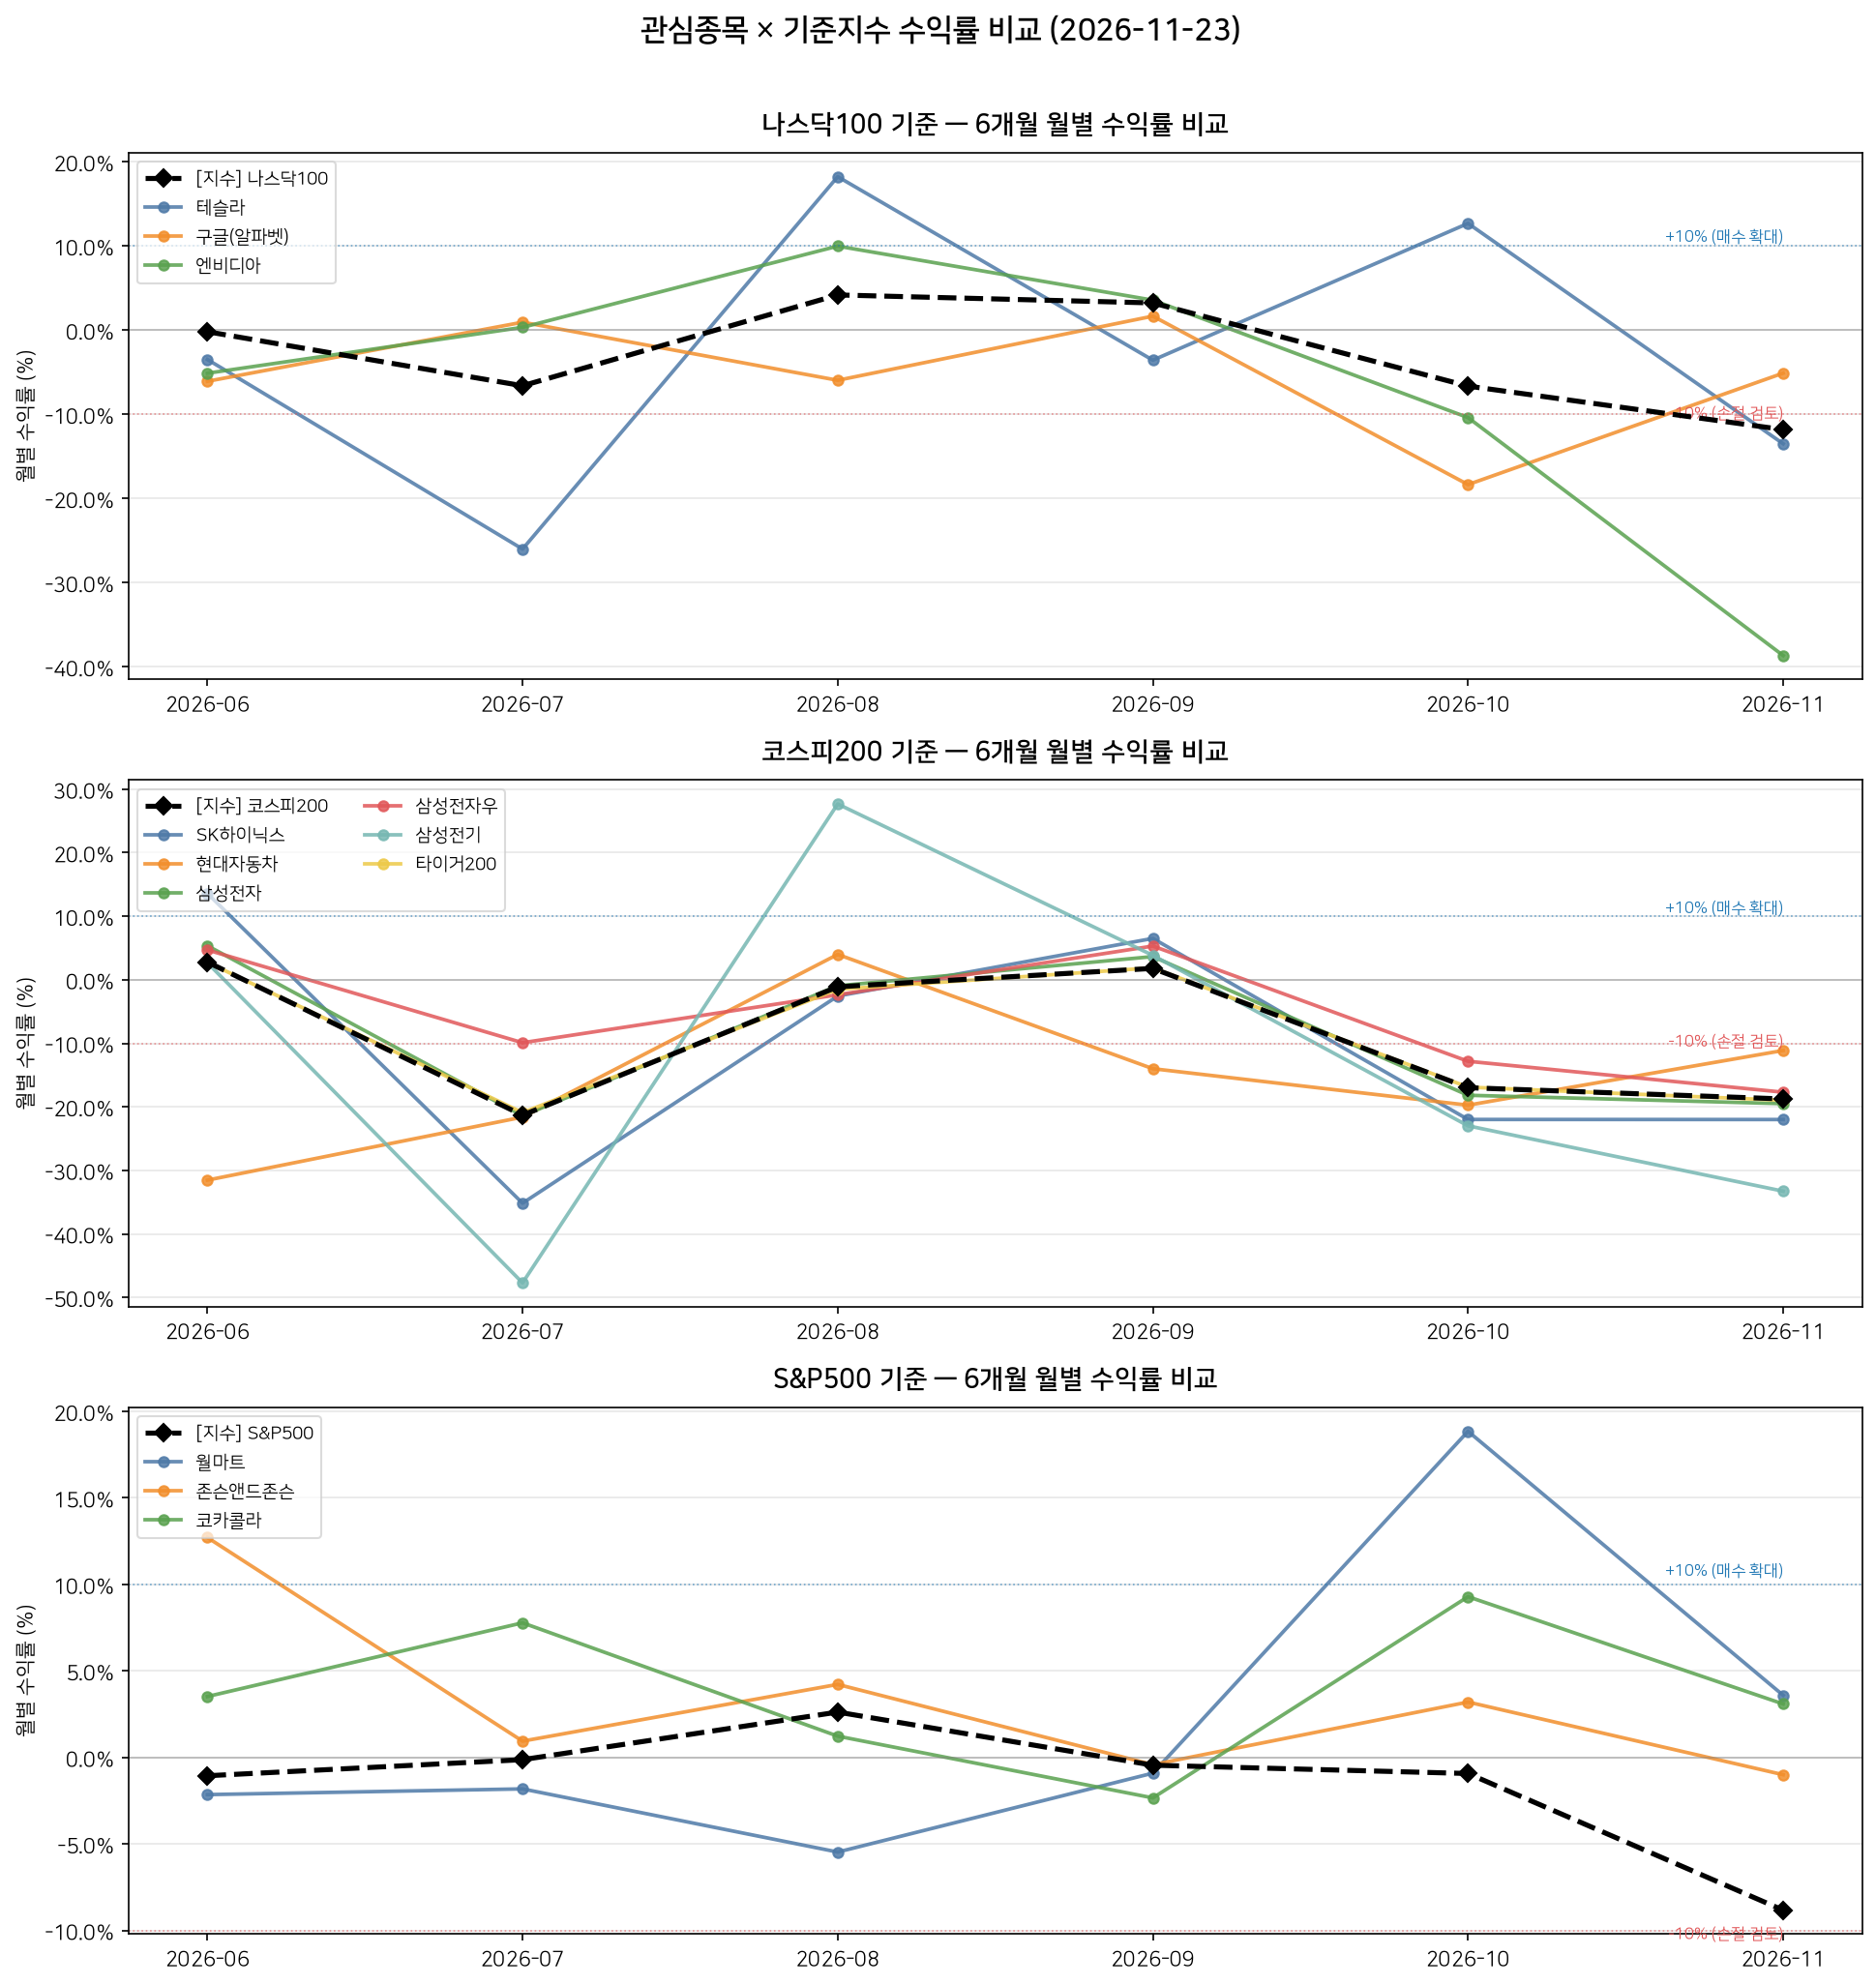 관심종목 × 기준지수 수익률 비교 (2026-11-23)
나스닥100 기준 — 6개월 월별 수익률 비교
월별 수익률 (%)
20.0%
10.0%
0.0%
-10.0%
-20.0%
-30.0%
-40.0%
[지수] 나스닥100
테슬라
구글(알파벳)
엔비디아
+10% (매수 확대)
-10% (손절 검토)
2026-06 2026-07 2026-08 2026-09 2026-10 2026-11
코스피200 기준 — 6개월 월별 수익률 비교
월별 수익률 (%)
30.0%
20.0%
10.0%
0.0%
-10.0%
-20.0%
-30.0%
-40.0%
-50.0%
[지수] 코스피200
SK하이닉스
현대자동차
삼성전자
삼성전자우
삼성전기
타이거200
+10% (매수 확대)
-10% (손절 검토)
2026-06 2026-07 2026-08 2026-09 2026-10 2026-11
S&P500 기준 — 6개월 월별 수익률 비교
월별 수익률 (%)
20.0%
15.0%
10.0%
5.0%
0.0%
-5.0%
-10.0%
[지수] S&P500
월마트
존슨앤드존슨
코카콜라
+10% (매수 확대)
-10% (손절 검토)
2026-06 2026-07 2026-08 2026-09 2026-10 2026-11